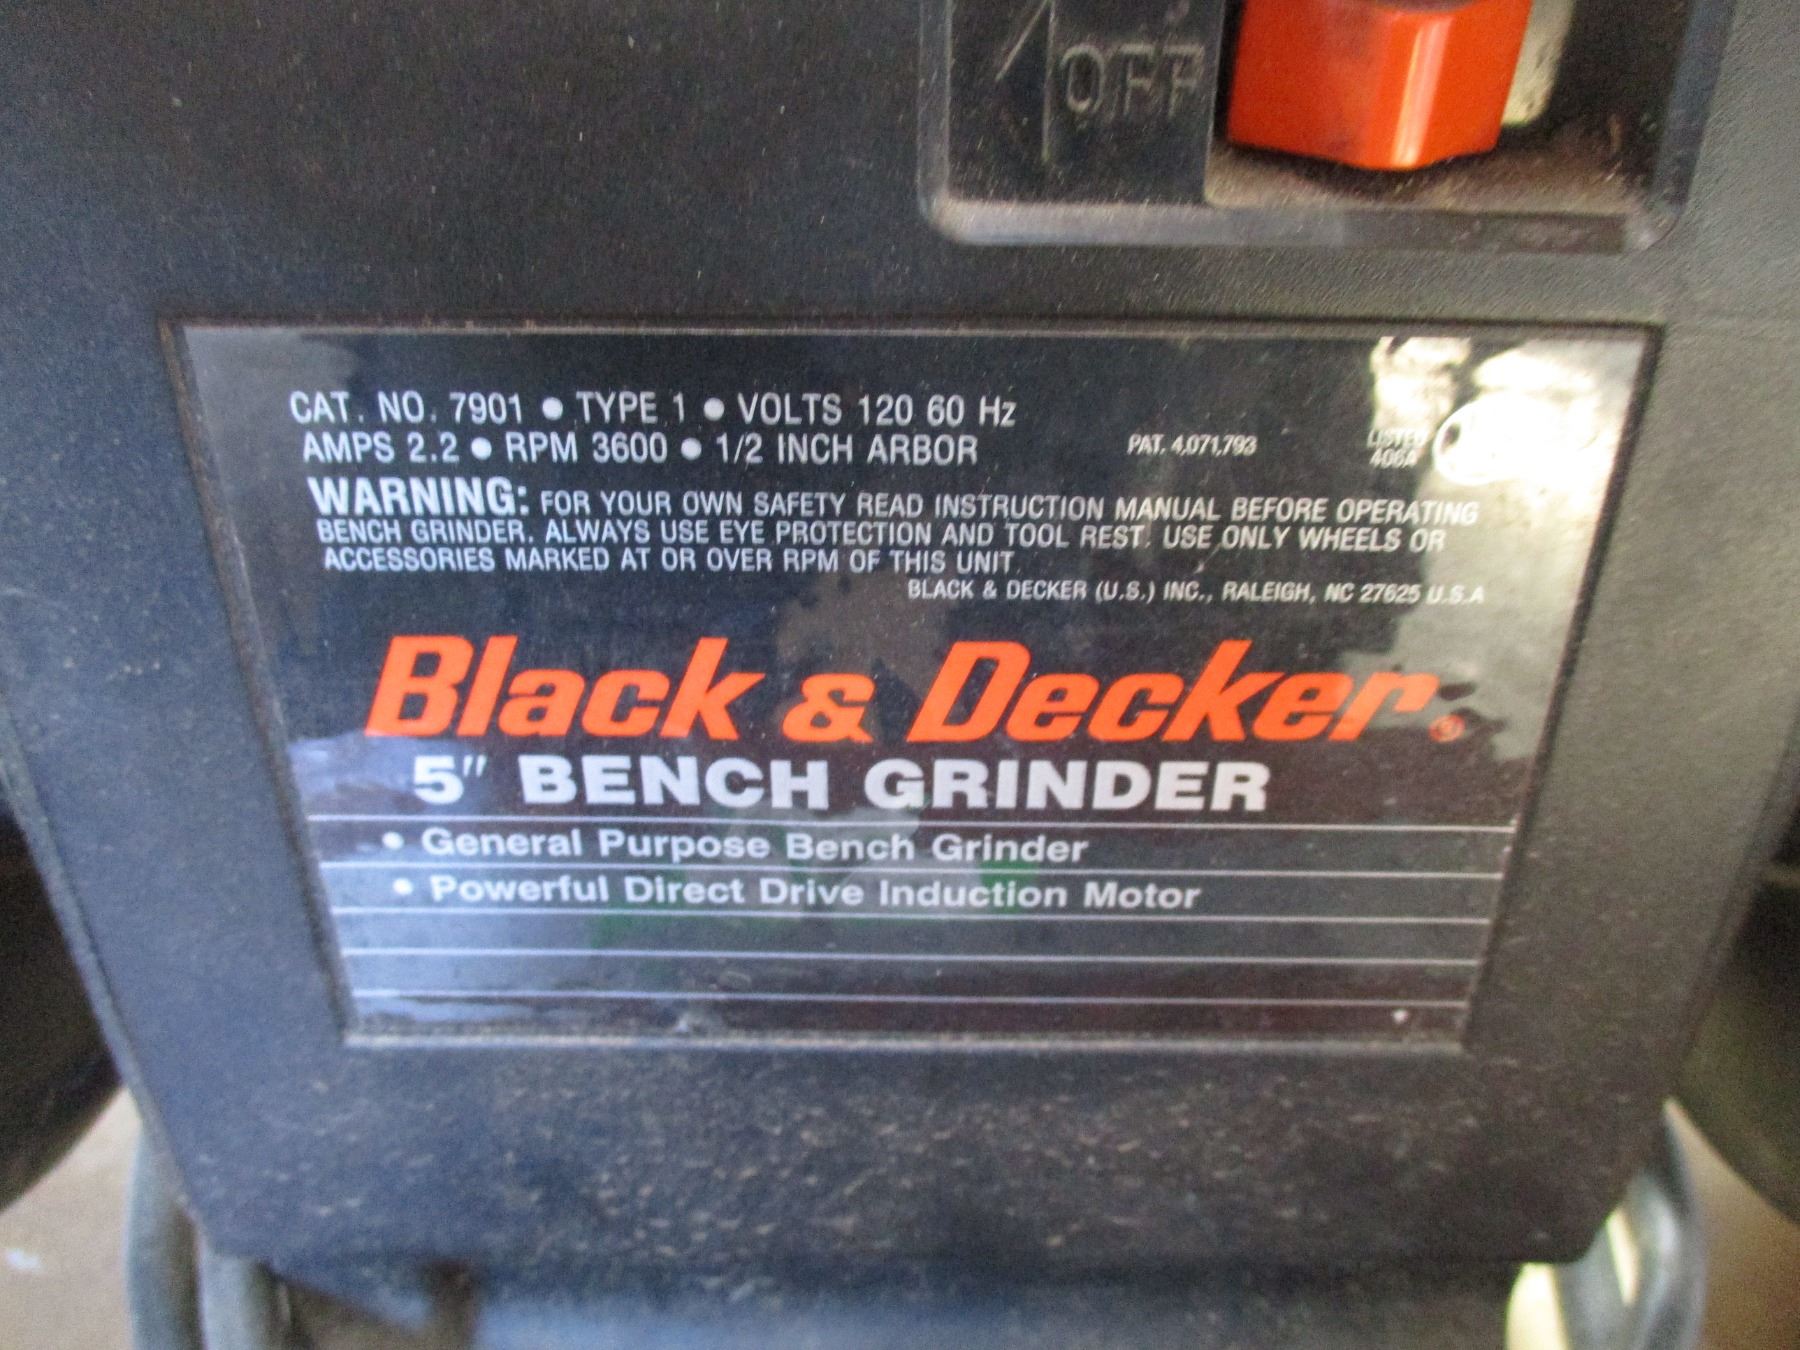 OFF
CAT. NO. 7901 • TYPE 1 • VOLTS 120 60 Hz
AMPS 2.2 • RPM 3600 • 1/2 INCH ARBOR
PAT. 4,071,793
LISTED
406A
WARNING: FOR YOUR OWN SAFETY READ INSTRUCTION MANUAL BEFORE OPERATING
BENCH GRINDER. ALWAYS USE EYE PROTECTION AND TOOL REST. USE ONLY WHEELS OR
ACCESSORIES MARKED AT OR OVER RPM OF THIS UNIT.
BLACK & DECKER (U.S.) INC., RALEIGH, NC 27625 U.S.A
Black & Decker®
5" BENCH GRINDER
• General Purpose Bench Grinder
• Powerful Direct Drive Induction Motor